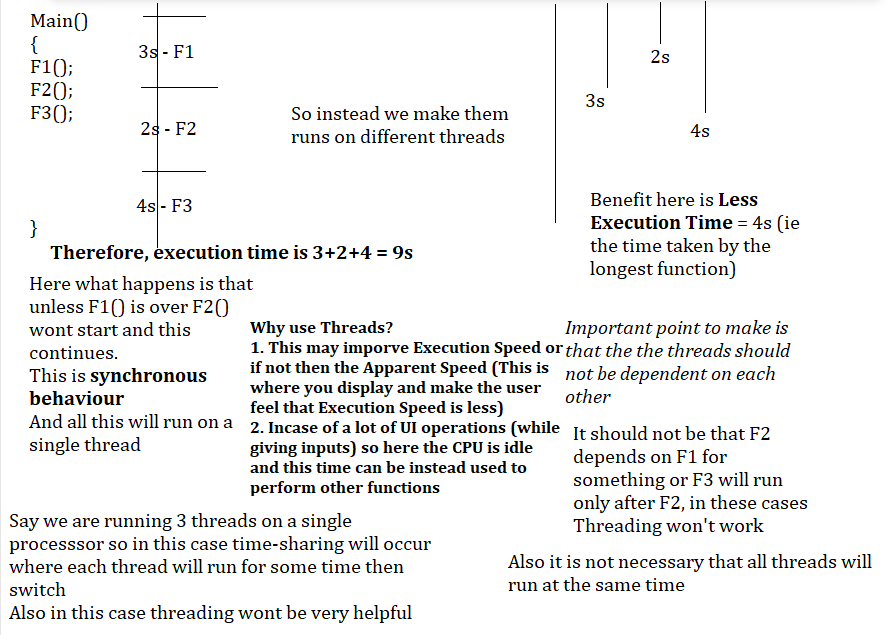 Main()
{
F1();
F2();
F3();
}
3s - F1
2s - F2
4s - F3
Therefore, execution time is 3+2+4 = 9s
So instead we make them
runs on different threads
3s
2s
4s
Benefit here is Less
Execution Time = 4s (ie
the time taken by the
longest function)
Here what happens is that
unless F1() is over F2()
wont start and this
continues.
This is synchronous
behaviour
And all this will run on a
single thread
Why use Threads?
1. This may imporve Execution Speed or
if not then the Apparent Speed (This is
where you display and make the user
feel that Execution Speed is less)
2. Incase of a lot of UI operations (while
giving inputs) so here the CPU is idle
and this time can be instead used to
perform other functions
Important point to make is
that the the threads should
not be dependent on each
other
It should not be that F2
depends on F1 for
something or F3 will run
only after F2, in these cases
Threading won't work
Say we are running 3 threads on a single
processsor so in this case time-sharing will occur
where each thread will run for some time then
switch
Also in this case threading wont be very helpful
Also it is not necessary that all threads will
run at the same time